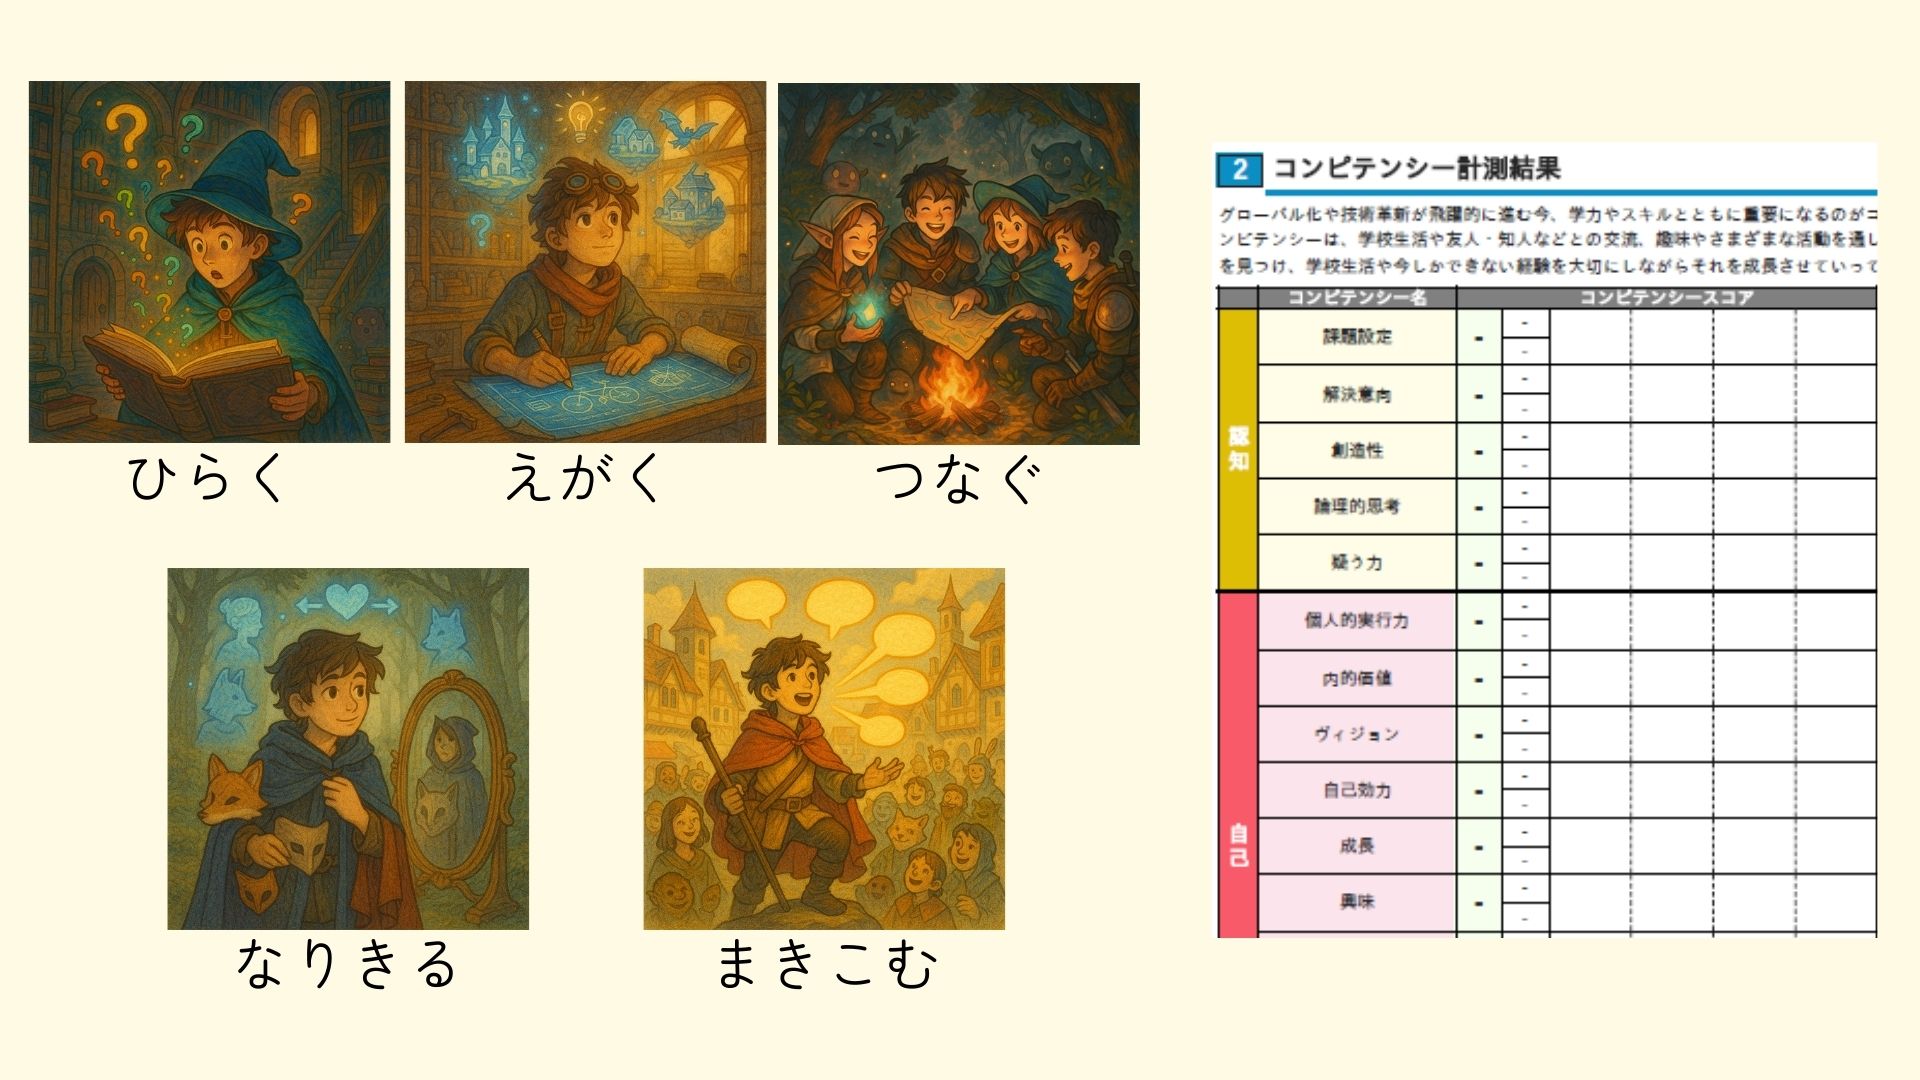 ひらく
えがく
つなぐ
なりきる
まきこむ
2 コンピテンシー計測結果
グローバル化や技術革新が飛躍的に進む今、学力やスキルとともに重要になるのがコ
ンピテンシーは、学校生活や友人・知人などとの交流、趣味やさまざまな活動を通し
を見つけ、学校生活や今しかできない経験を大切にしながらそれを成長させていって
コンピテンシー名 コンピテンシースコア
認知
課題設定 - - -
解決意向 - - -
創造性 - - -
論理的思考 - - -
疑う力 - - -
自己
個人的実行力 - - -
内的価値 - - -
ヴィジョン - - -
自己効力 - - -
成長 - - -
興味 - - -